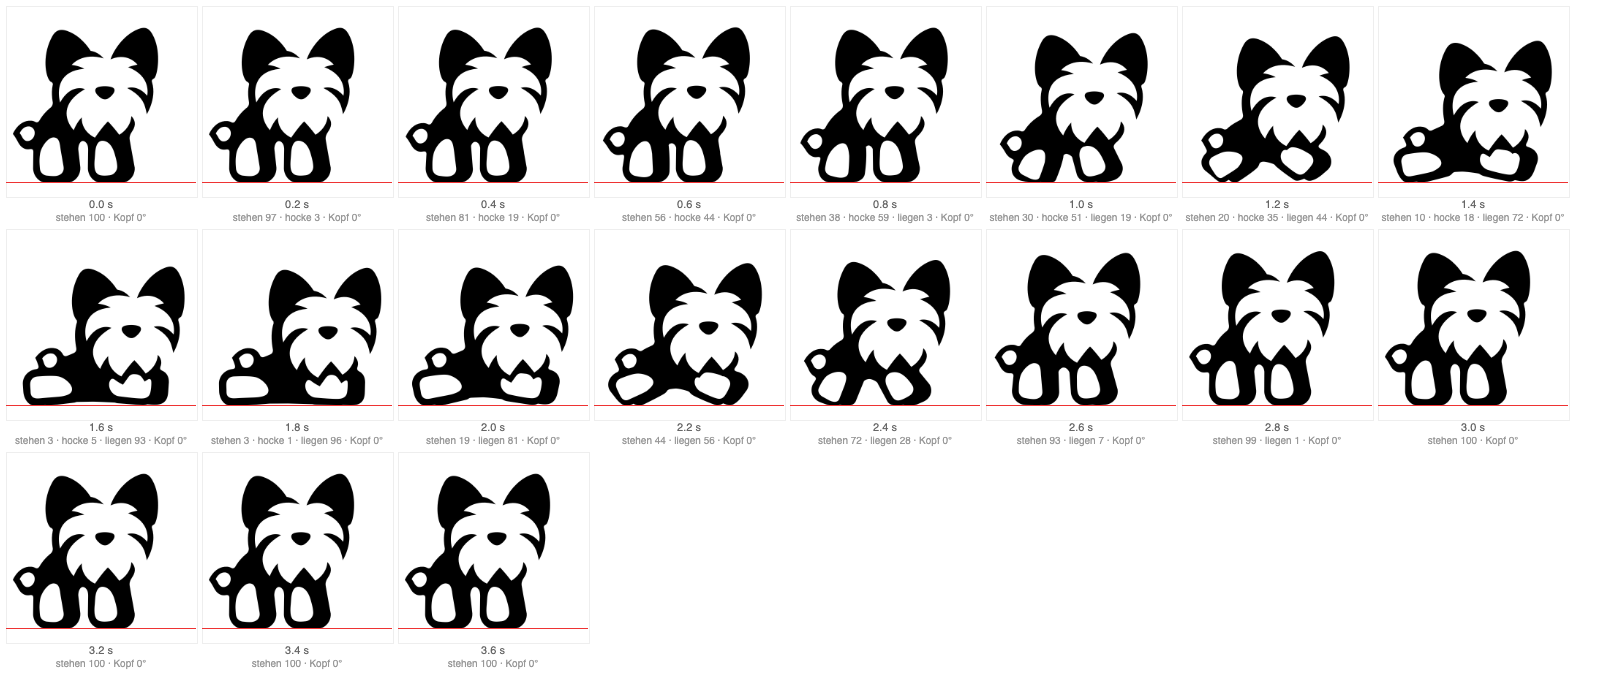 0.0 s
stehen 100 · Kopf 0°
0.2 s
stehen 97 · hocke 3 · Kopf 0°
0.4 s
stehen 81 · hocke 19 · Kopf 0°
0.6 s
stehen 56 · hocke 44 · Kopf 0°
0.8 s
stehen 38 · hocke 59 · liegen 3 · Kopf 0°
1.0 s
stehen 30 · hocke 51 · liegen 19 · Kopf 0°
1.2 s
stehen 20 · hocke 35 · liegen 44 · Kopf 0°
1.4 s
stehen 10 · hocke 18 · liegen 72 · Kopf 0°
1.6 s
stehen 3 · hocke 5 · liegen 93 · Kopf 0°
1.8 s
stehen 3 · hocke 1 · liegen 96 · Kopf 0°
2.0 s
stehen 19 · liegen 81 · Kopf 0°
2.2 s
stehen 44 · liegen 56 · Kopf 0°
2.4 s
stehen 72 · liegen 28 · Kopf 0°
2.6 s
stehen 93 · liegen 7 · Kopf 0°
2.8 s
stehen 99 · liegen 1 · Kopf 0°
3.0 s
stehen 100 · Kopf 0°
3.2 s
stehen 100 · Kopf 0°
3.4 s
stehen 100 · Kopf 0°
3.6 s
stehen 100 · Kopf 0°